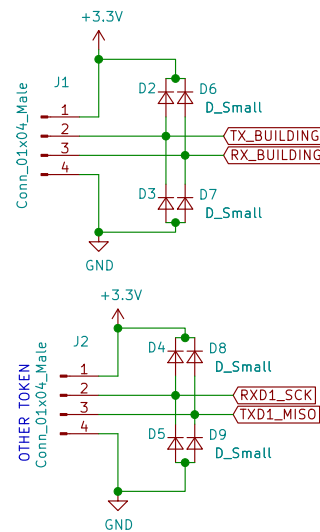 +3.3V
J1
Conn_01x04_Male
1
2
3
4
D2
D6
D_Small
TX_BUILDING
RX_BUILDING
D3
D7
D_Small
GND
+3.3V
J2
OTHER TOKEN
Conn_01x04_Male
1
2
3
4
D4
D8
D_Small
RXD1_SCK
TXD1_MISO
D5
D9
D_Small
GND